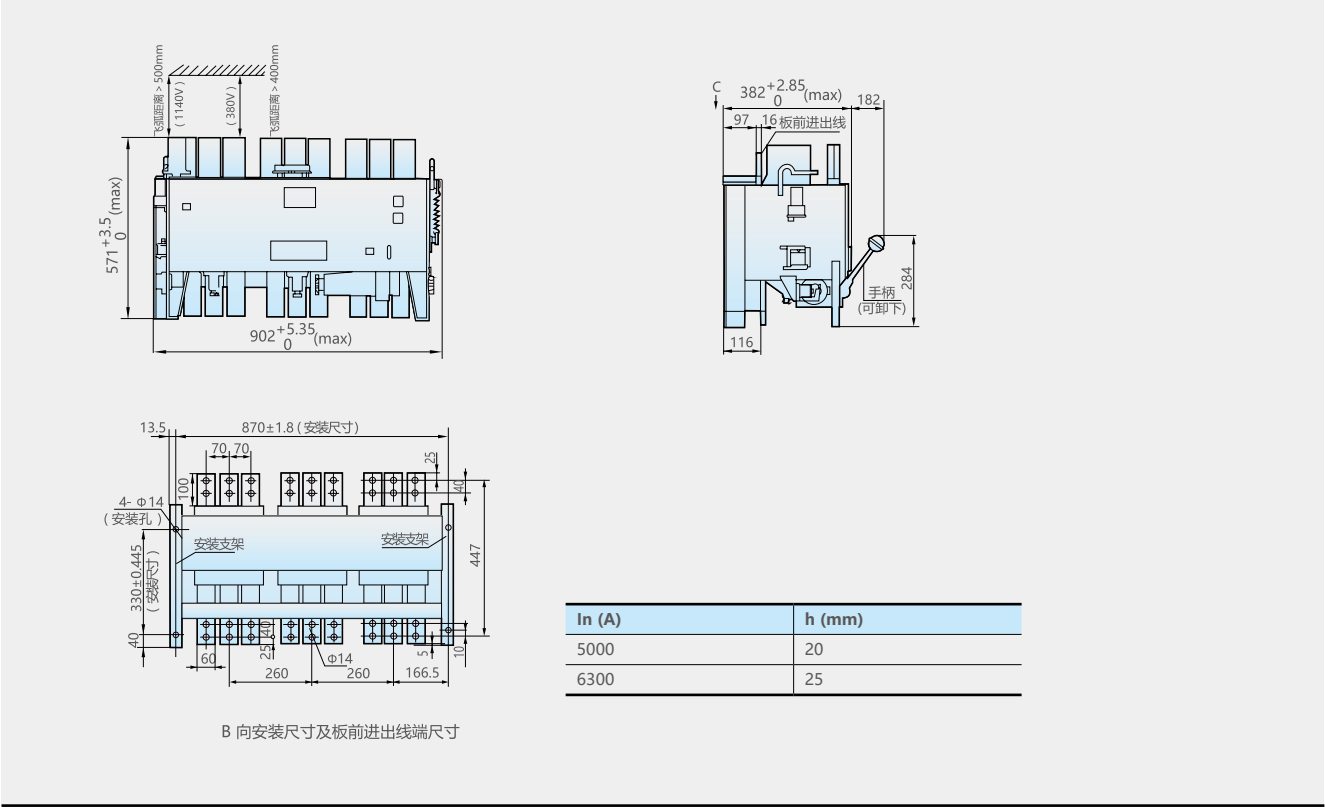 飞弧距离 > 500mm
( 1140V )
( 380V )
飞弧距离 > 400mm
571 +3.5 0 (max)
902 +5.35 0 (max)
C
382 +2.85 0 (max)
182
97
16
板前进出线
284
手柄
(可卸下)
116
13.5
870±1.8 ( 安装尺寸)
70
70
25
100
40
4- Φ14
( 安装孔 )
安装支架
安装支架
447
330±0.445
( 安装尺寸 )
40
40
25
60
Φ14
5
10
260
260
166.5
In (A) h (mm)
5000 20
6300 25
B 向安装尺寸及板前进出线端尺寸